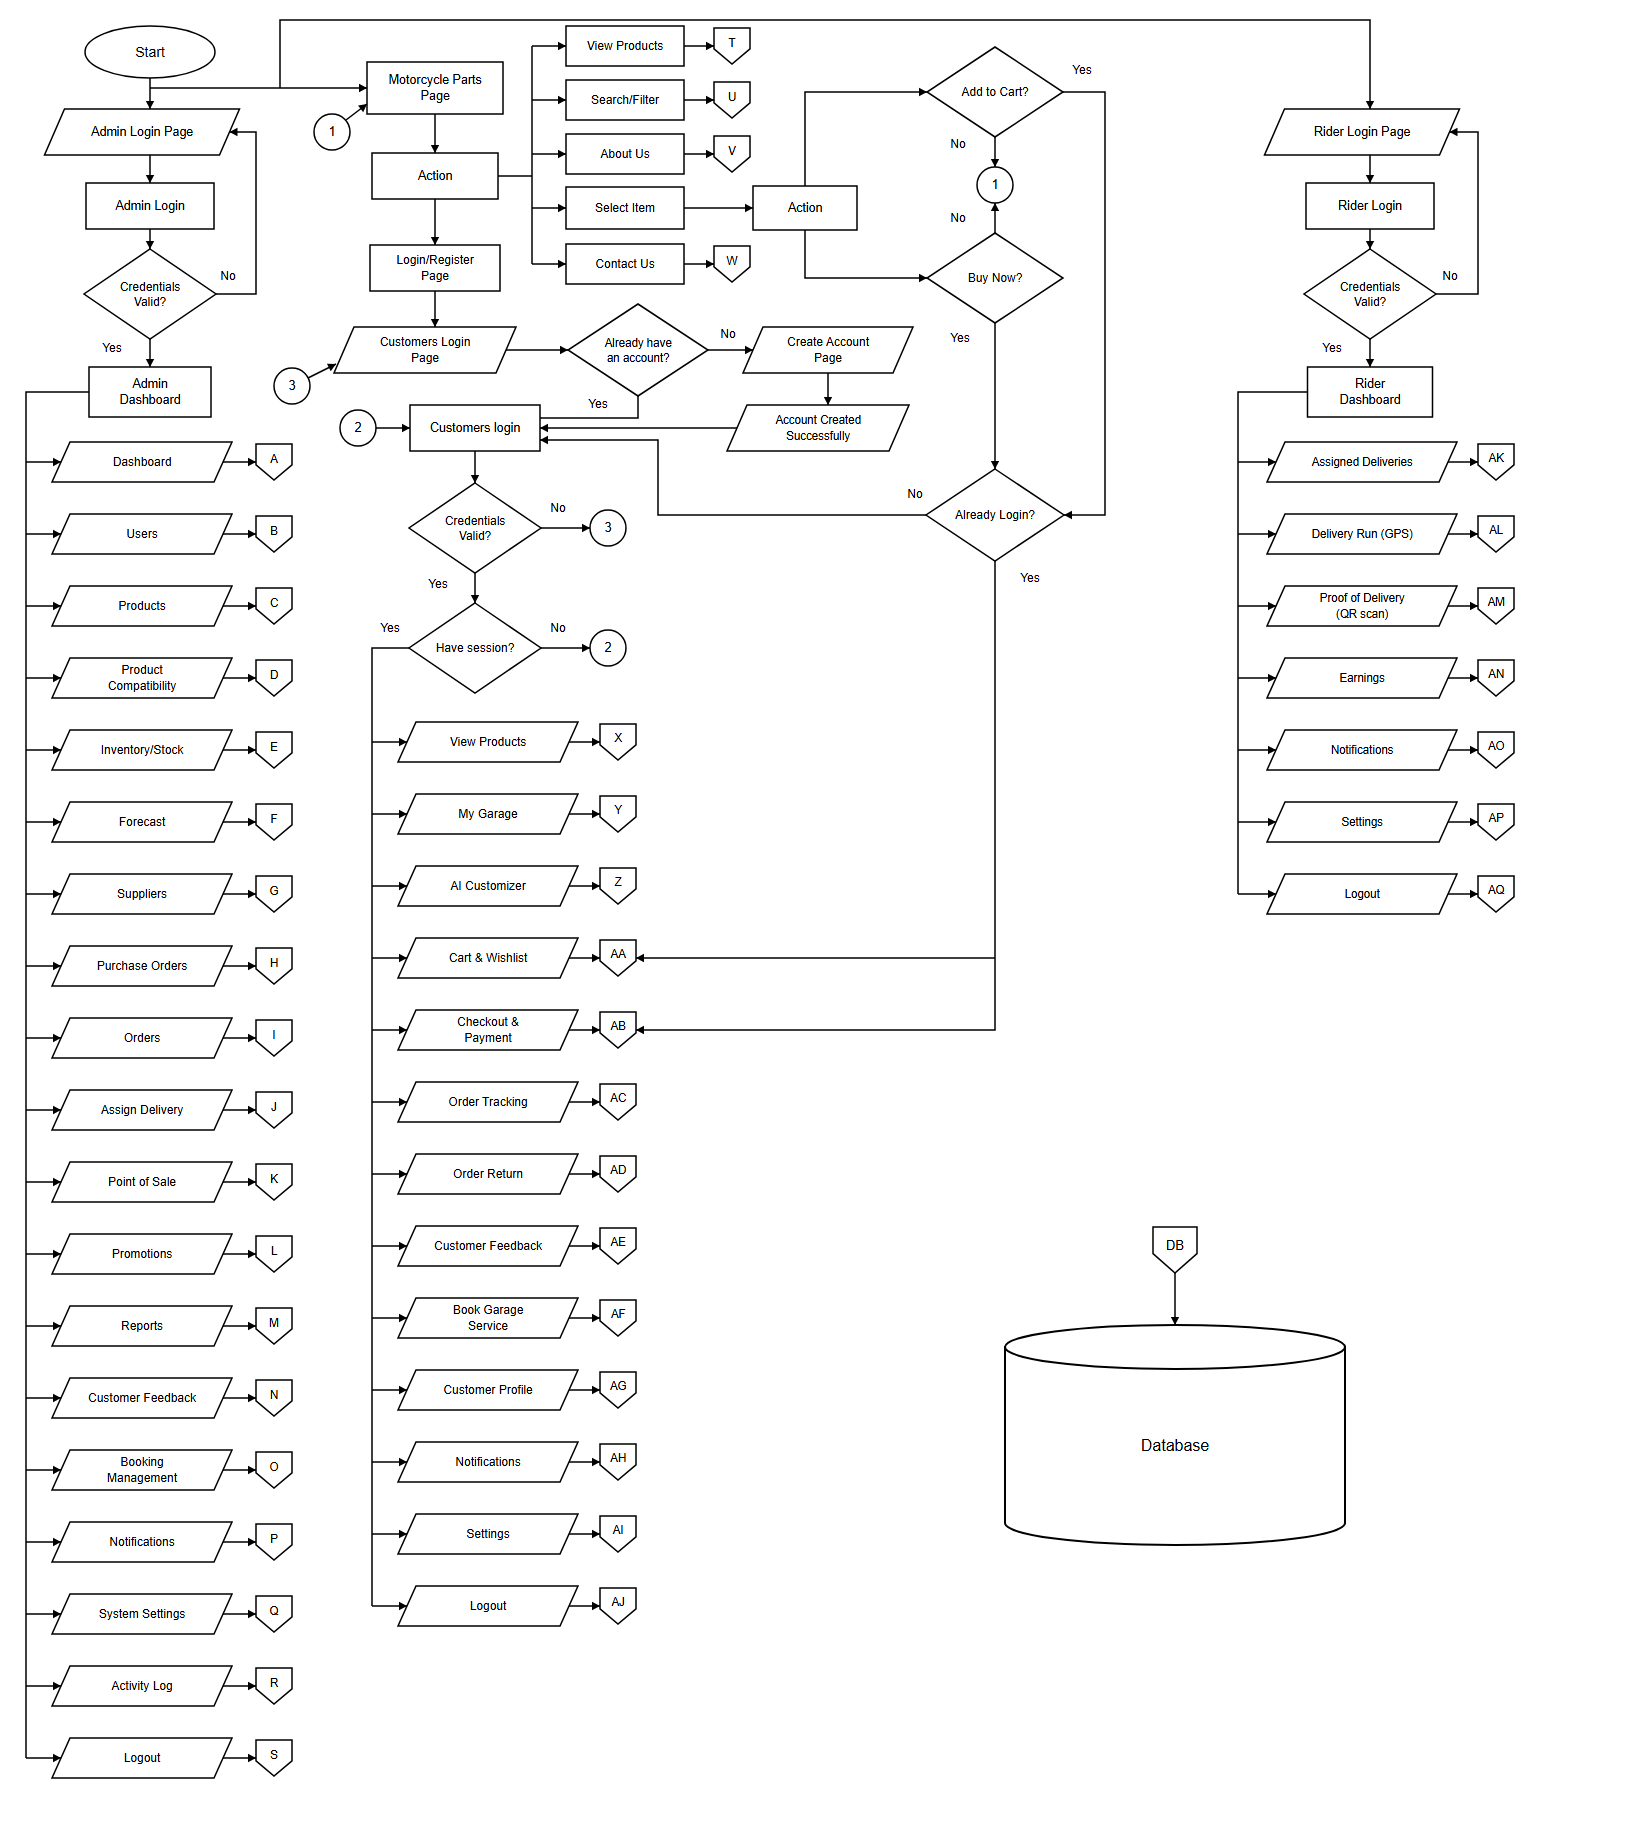 Start
Admin Login Page
Admin Login
Credentials
Valid?
No
Yes
Admin
Dashboard
Dashboard
A
Users
B
Products
C
Product
Compatibility
D
Inventory/Stock
E
Forecast
F
Suppliers
G
Purchase Orders
H
Orders
I
Assign Delivery
J
Point of Sale
K
Promotions
L
Reports
M
Customer Feedback
N
Booking
Management
O
Notifications
P
System Settings
Q
Activity Log
R
Logout
S
Motorcycle Parts
Page
1
Action
Login/Register
Page
View Products
T
Search/Filter
U
About Us
V
Select Item
Contact Us
W
Action
Add to Cart?
Yes
No
1
No
Buy Now?
Yes
Customers Login
Page
3
Already have
an account?
No
Yes
Create Account
Page
Account Created
Successfully
2
Customers login
Credentials
Valid?
No
3
Yes
Have session?
Yes
No
2
Already Login?
No
Yes
View Products
X
My Garage
Y
AI Customizer
Z
Cart & Wishlist
AA
Checkout &
Payment
AB
Order Tracking
AC
Order Return
AD
Customer Feedback
AE
Book Garage
Service
AF
Customer Profile
AG
Notifications
AH
Settings
AI
Logout
AJ
Rider Login Page
Rider Login
Credentials
Valid?
No
Yes
Rider
Dashboard
Assigned Deliveries
AK
Delivery Run (GPS)
AL
Proof of Delivery
(QR scan)
AM
Earnings
AN
Notifications
AO
Settings
AP
Logout
AQ
DB
Database